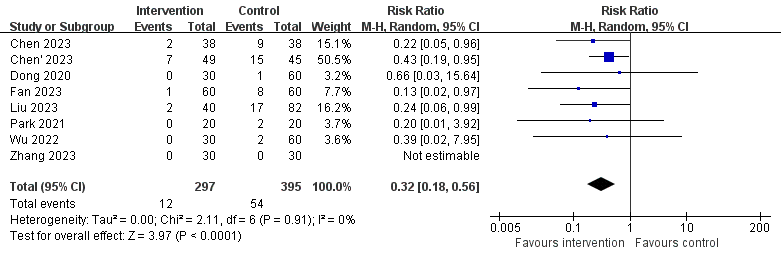 Intervention Control Risk Ratio Risk Ratio
Study or Subgroup Events Total Events Total Weight M-H, Random, 95% CI M-H, Random, 95% CI
Chen 2023 2 38 9 38 15.1% 0.22 [0.05, 0.96]
Chen' 2023 7 49 15 45 50.5% 0.43 [0.19, 0.95]
Dong 2020 0 30 1 60 3.2% 0.66 [0.03, 15.64]
Fan 2023 1 60 8 60 7.7% 0.13 [0.02, 0.97]
Liu 2023 2 40 17 82 16.2% 0.24 [0.06, 0.99]
Park 2021 0 20 2 20 3.6% 0.20 [0.01, 3.92]
Wu 2022 0 30 2 60 3.6% 0.39 [0.02, 7.95]
Zhang 2023 0 30 0 30 Not estimable
Total (95% CI) 297 395 100.0% 0.32 [0.18, 0.56]
Total events 12 54
Heterogeneity: Tau² = 0.00; Chi² = 2.11, df = 6 (P = 0.91); I² = 0%
Test for overall effect: Z = 3.97 (P < 0.0001)
0.005 0.1 1 10 200
Favours intervention Favours control